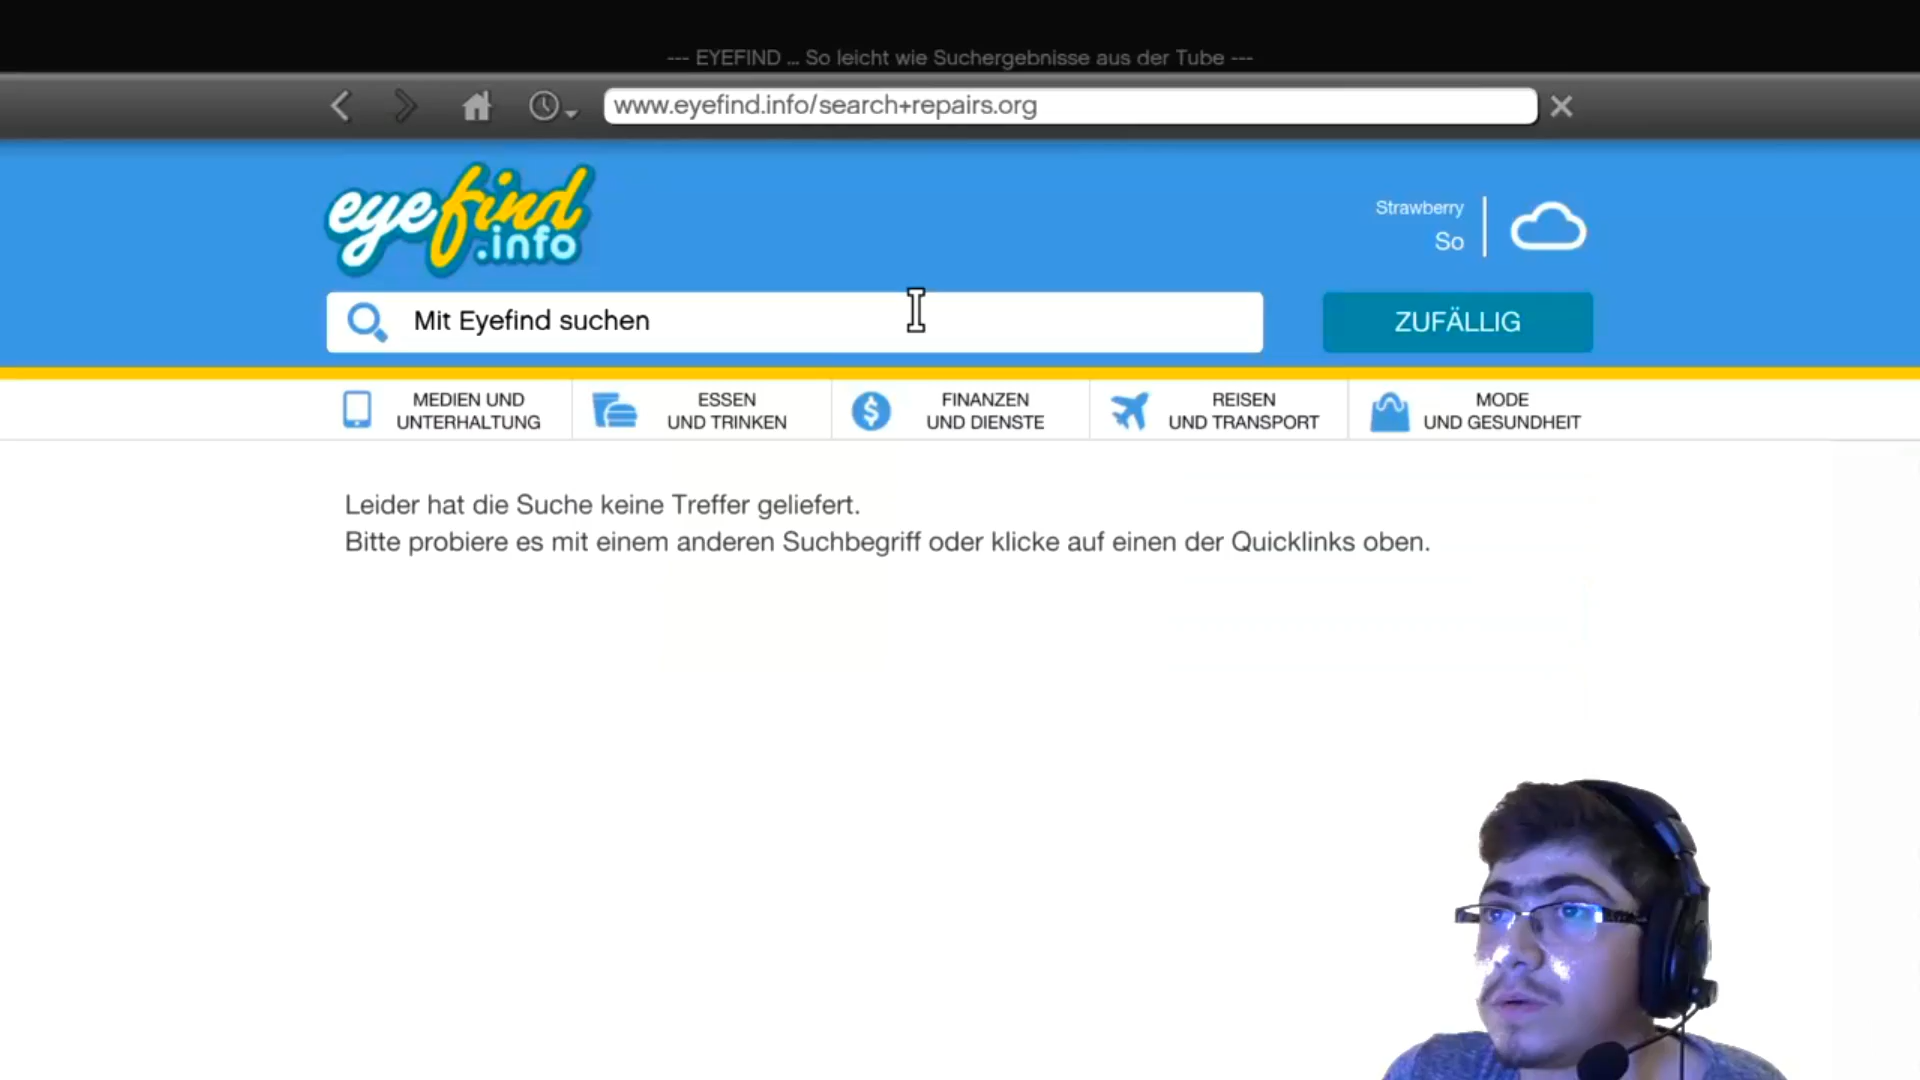 --- EYEFIND ... So leicht wie Suchergebnisse aus der Tube ---
www.eyefind.info/search+repairs.org
eyefind
.info
Strawberry
So
Mit Eyefind suchen
ZUFÄLLIG
MEDIEN UND
UNTERHALTUNG
ESSEN
UND TRINKEN
FINANZEN
UND DIENSTE
REISEN
UND TRANSPORT
MODE
UND GESUNDHEIT
Leider hat die Suche keine Treffer geliefert.
Bitte probiere es mit einem anderen Suchbegriff oder klicke auf einen der Quicklinks oben.